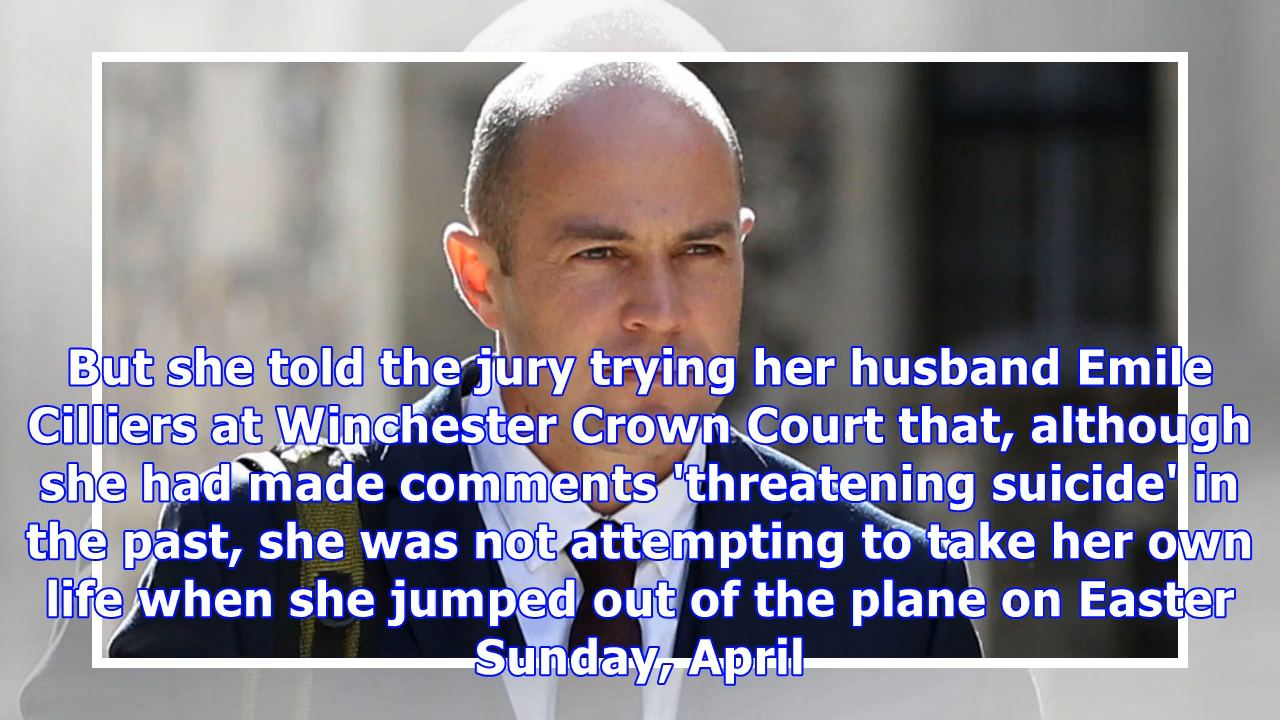 But she told the jury trying her husband Emile
Cilliers at Winchester Crown Court that, although
she had made comments 'threatening suicide' in
the past, she was not attempting to take her own
life when she jumped out of the plane on Easter
Sunday, April